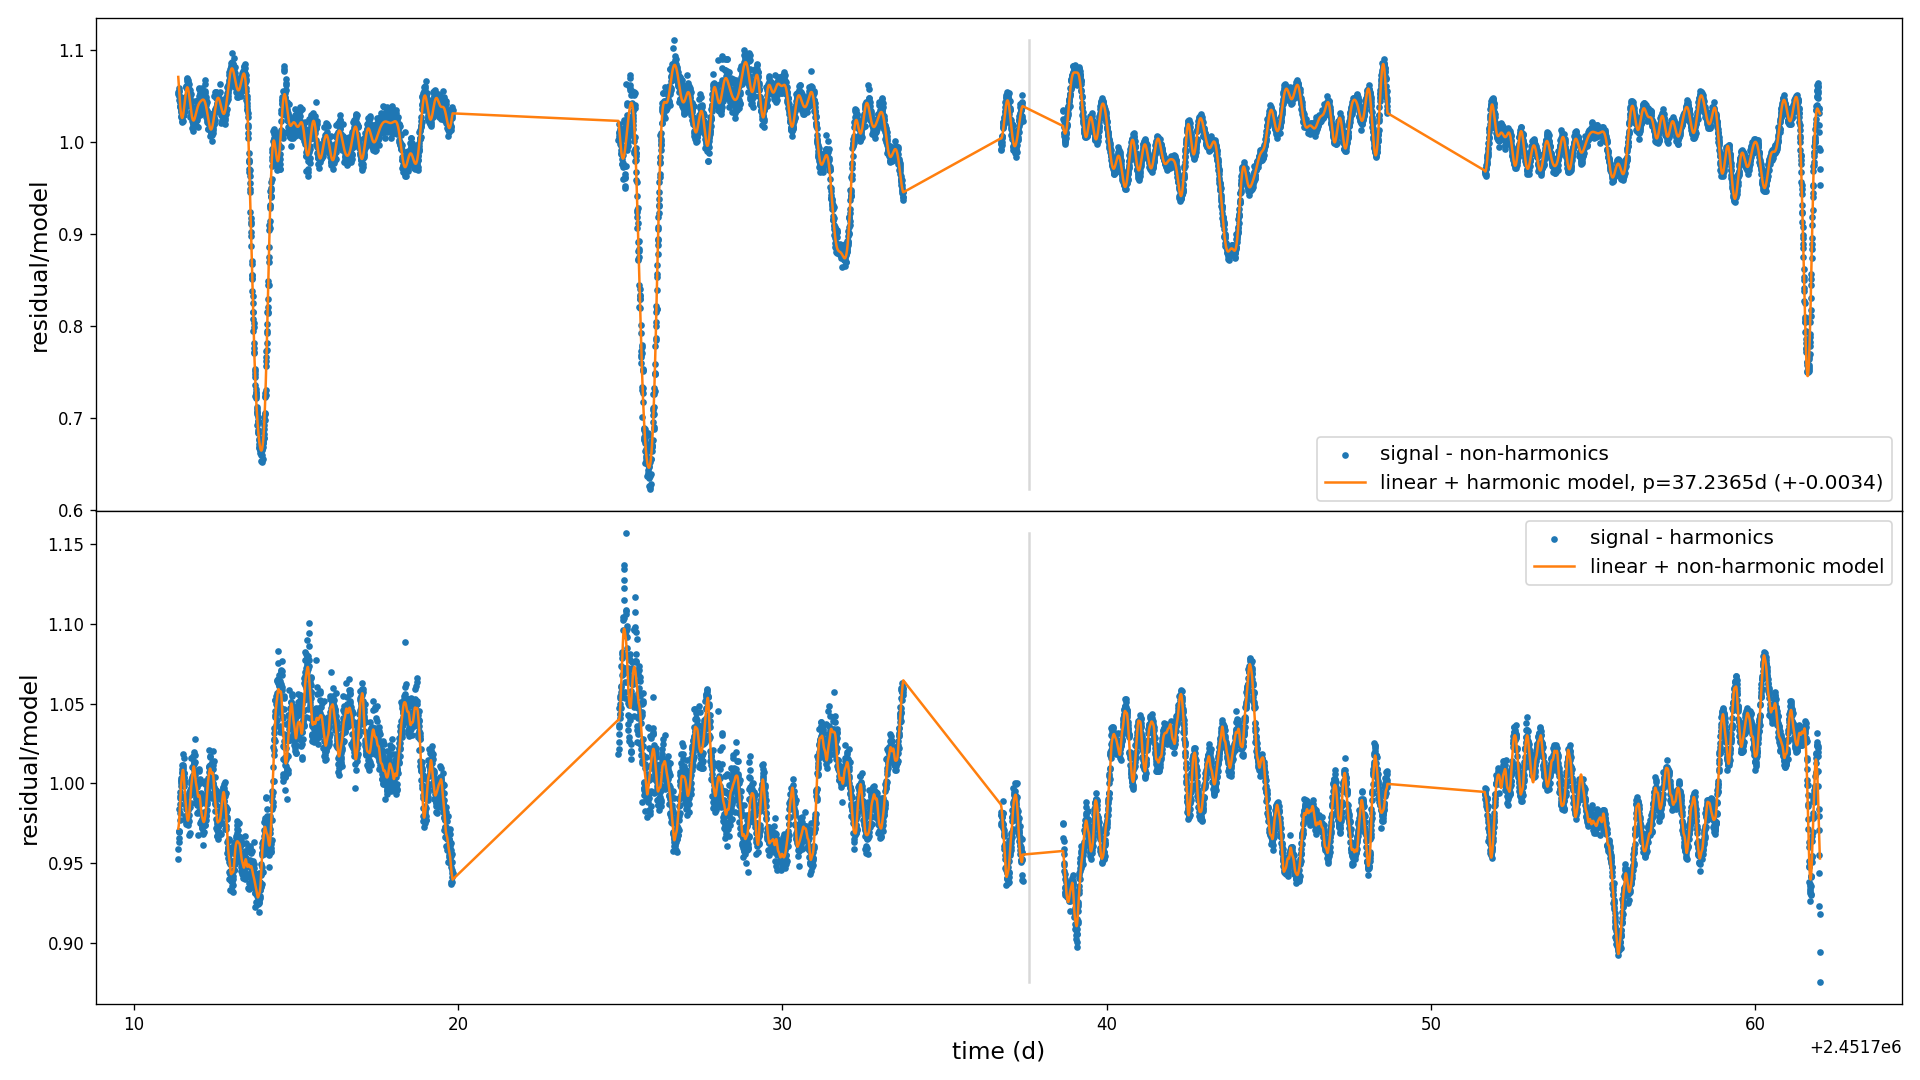 1.1
1.0
0.9
0.8
0.7
0.6
residual/model
signal - non-harmonics
linear + harmonic model, p=37.2365d (+-0.0034)
1.15
1.10
1.05
1.00
0.95
0.90
residual/model
signal - harmonics
linear + non-harmonic model
10 20 30 40 50 60
time (d)
+2.4517e6